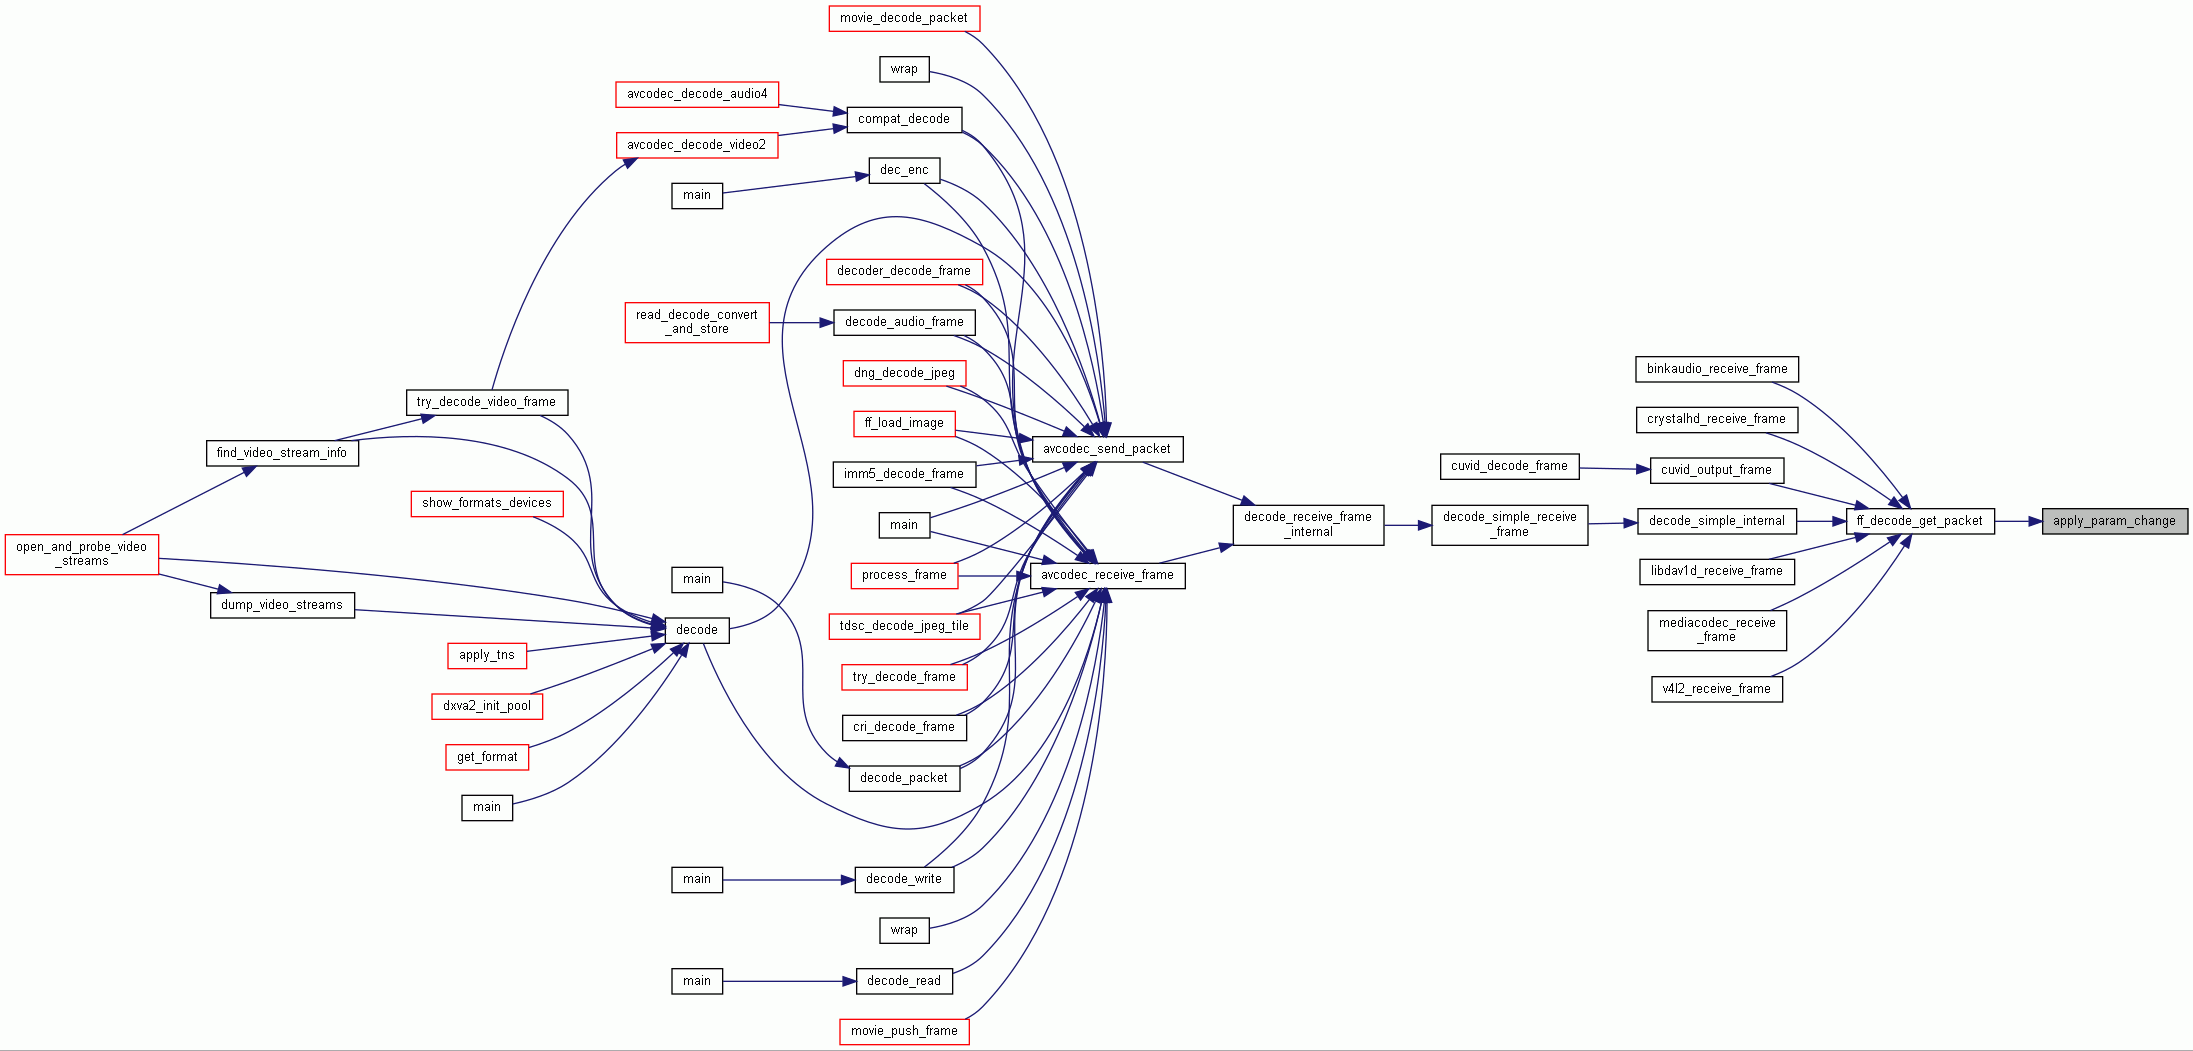 movie_decode_packet
wrap
avcodec_decode_audio4
compat_decode
avcodec_decode_video2
dec_enc
main
decoder_decode_frame
read_decode_convert
_and_store
decode_audio_frame
dng_decode_jpeg
try_decode_video_frame
ff_load_image
find_video_stream_info
imm5_decode_frame
avcodec_send_packet
show_formats_devices
main
open_and_probe_video
_streams
process_frame
avcodec_receive_frame
main
dump_video_streams
decode
tdsc_decode_jpeg_tile
apply_tns
try_decode_frame
dxva2_init_pool
cri_decode_frame
get_format
decode_packet
main
main
decode_write
wrap
main
decode_read
movie_push_frame
decode_receive_frame
_internal
cuvid_decode_frame
decode_simple_receive
_frame
binkaudio_receive_frame
crystalhd_receive_frame
cuvid_output_frame
decode_simple_internal
libdav1d_receive_frame
mediacodec_receive
_frame
v4l2_receive_frame
ff_decode_get_packet
apply_param_change